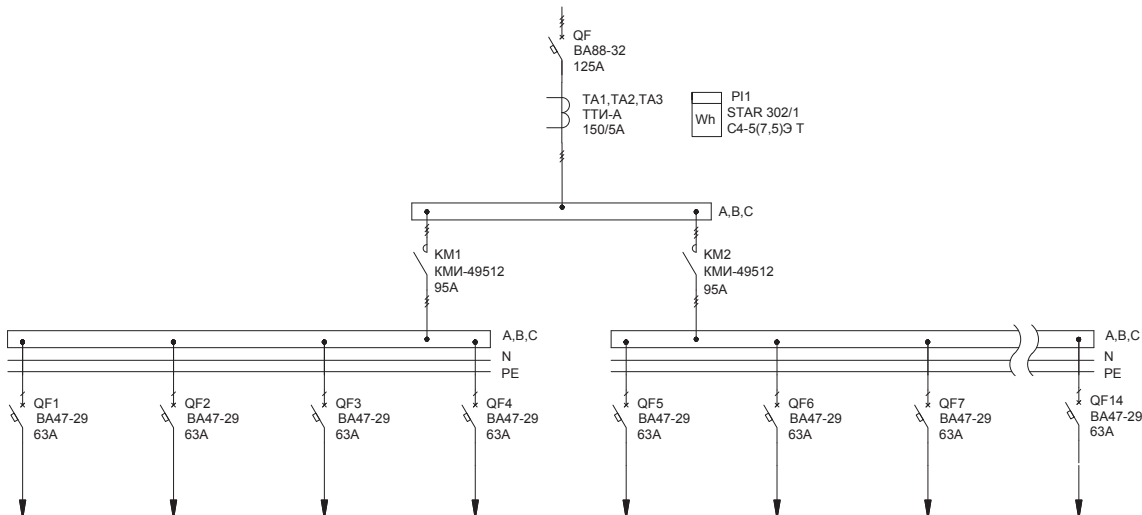 QF
ВА88-32
125А
ТА1,ТА2,ТА3
ТТИ-А
150/5А
Wh
PI1
STAR 302/1
С4-5(7,5)Э Т
А,В,С
КМ1
КМИ-49512
95А
КМ2
КМИ-49512
95А
А,В,С
N
PE
А,В,С
N
PE
QF1
ВА47-29
63А
QF2
ВА47-29
63А
QF3
ВА47-29
63А
QF4
ВА47-29
63А
QF5
ВА47-29
63А
QF6
ВА47-29
63А
QF7
ВА47-29
63А
QF14
ВА47-29
63А